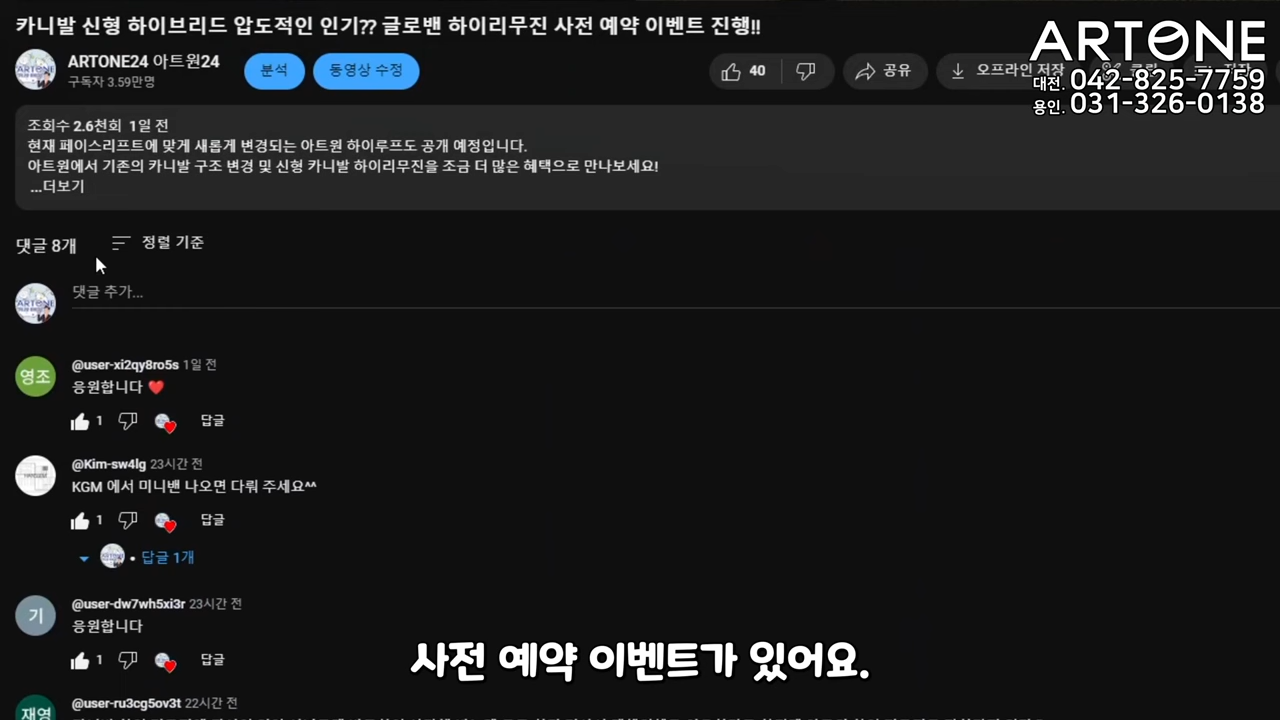 카니발 신형 하이브리드 압도적인 인기?? 글로밴 하이리무진 사전 예약 이벤트 진행!!
ARTONE24 아트원24
구독자 3.59만명
분석
동영상 수정
40
공유
오프라인 저장
ARTONE
대전. 042-825-7759
용인. 031-326-0138
조회수 2.6천회 1일 전
현재 페이스리프트에 맞게 새롭게 변경되는 아트원 하이루프도 공개 예정입니다.
아트원에서 기존의 카니발 구조 변경 및 신형 카니발 하이리무진을 조금 더 많은 혜택으로 만나보세요!
...더보기
댓글 8개
정렬 기준
ARTONE
댓글 추가...
영조
@user-xi2qy8ro5s 1일 전
응원합니다 ❤️
1
답글
@Kim-sw4lg 23시간 전
KGM 에서 미니밴 나오면 다뤄 주세요^^
1
답글
• 답글 1개
기
@user-dw7wh5xi3r 23시간 전
응원합니다
1
답글
사전 예약 이벤트가 있어요.
재영
@user-ru3cg5ov3t 22시간 전